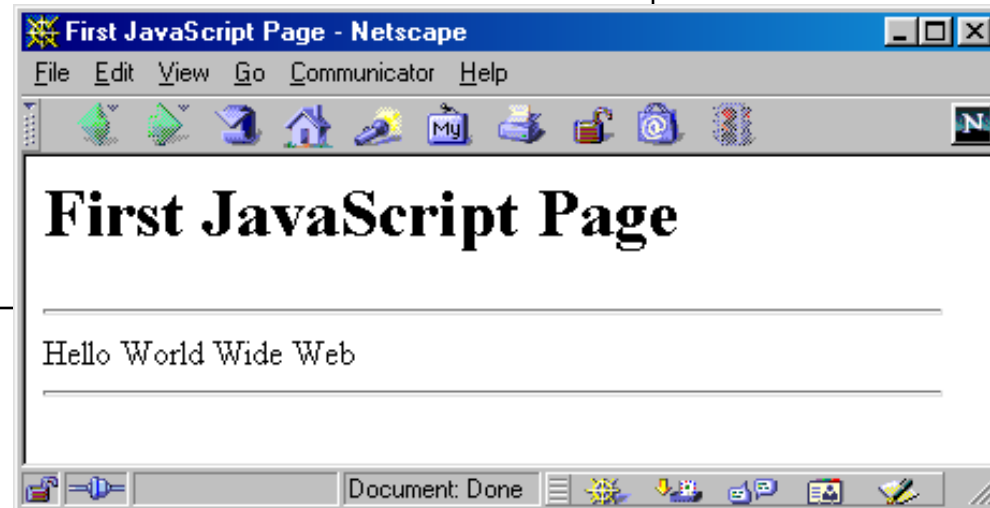 First JavaScript Page - Netscape
File Edit View Go Communicator Help
My
N
First JavaScript Page
Hello World Wide Web
Document: Done